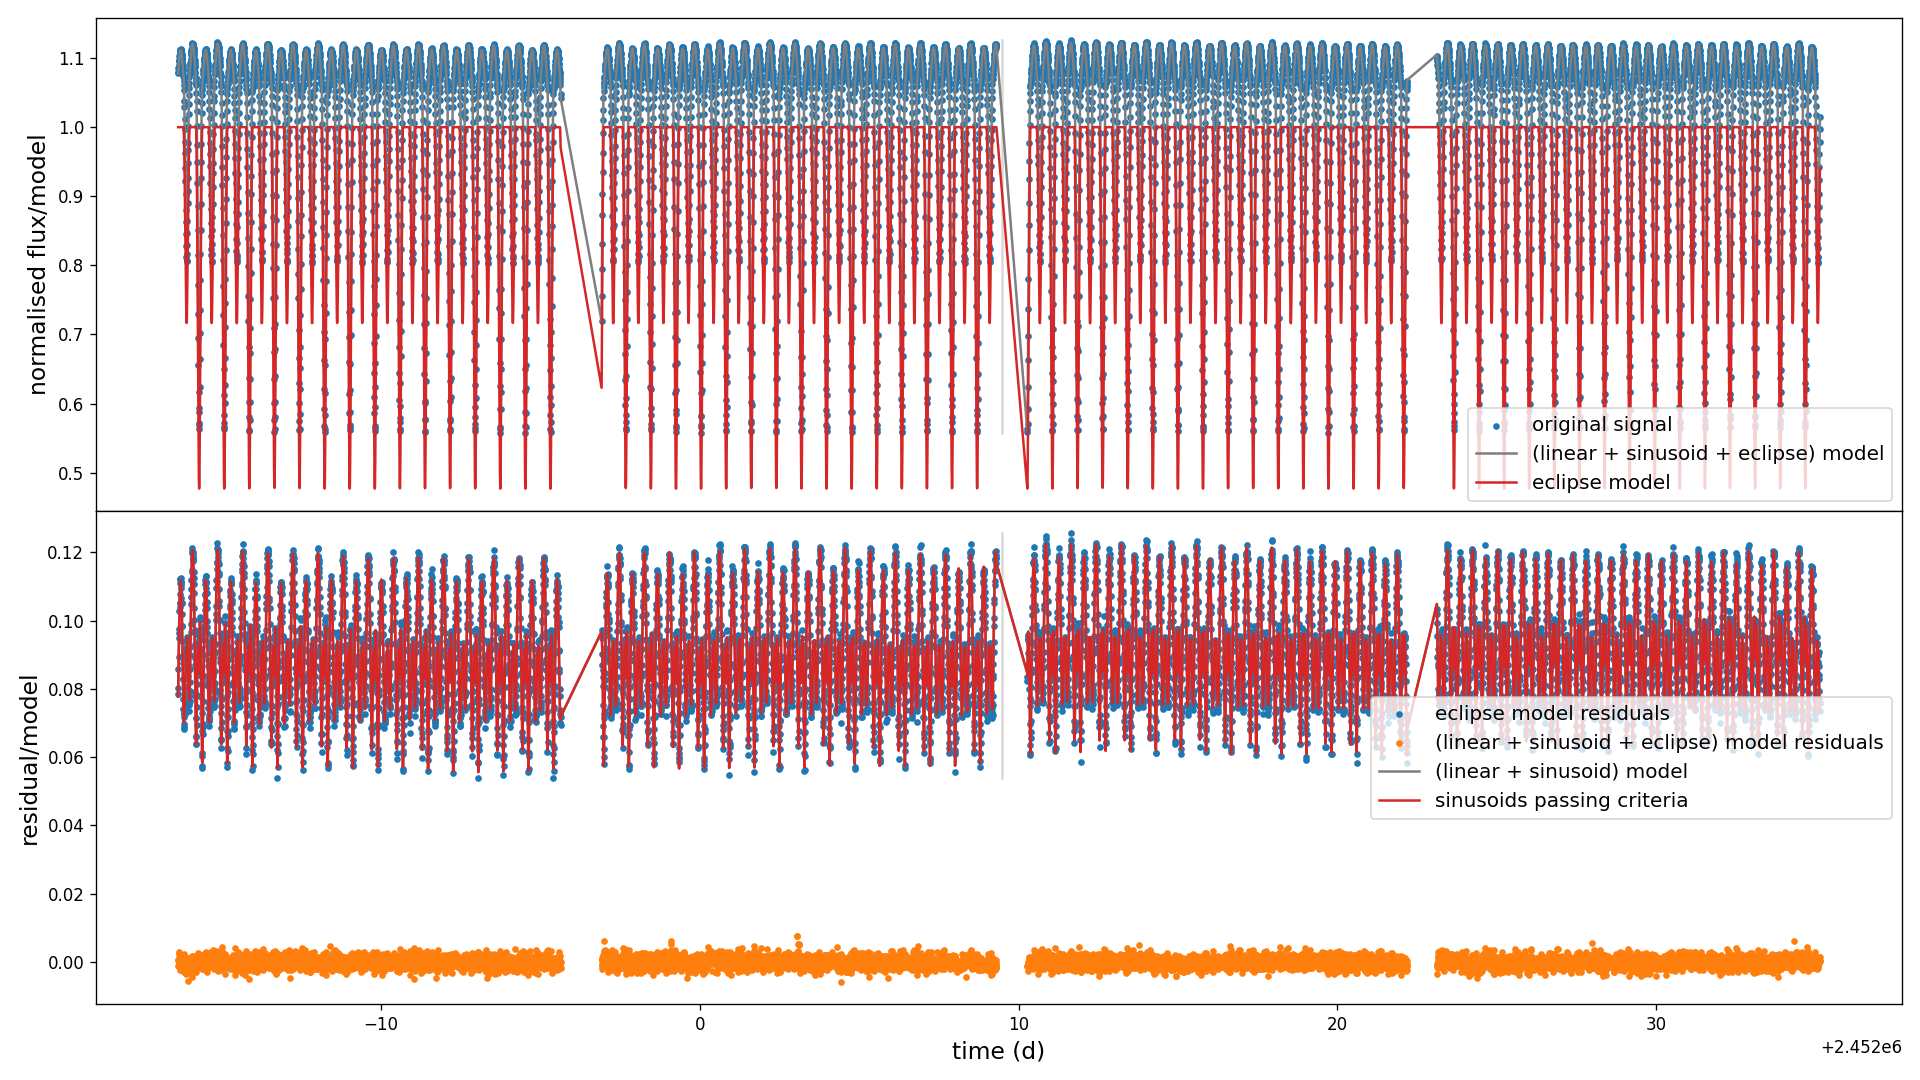 1.1
1.0
0.9
0.8
0.7
0.6
0.5
normalised flux/model
original signal
(linear + sinusoid + eclipse) model
eclipse model
0.12
0.10
0.08
0.06
0.04
0.02
0.00
residual/model
eclipse model residuals
(linear + sinusoid + eclipse) model residuals
(linear + sinusoid) model
sinusoids passing criteria
−10
0
10
20
30
time (d)
+2.452e6